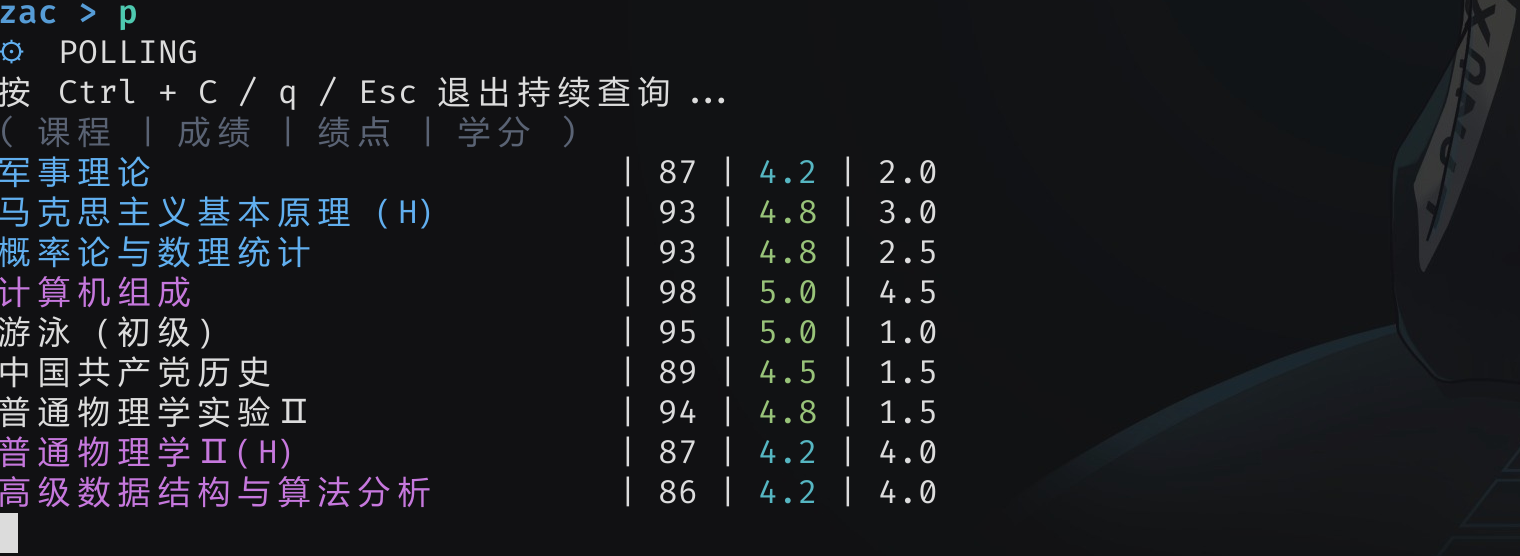 zac > p
⚙ POLLING
按 Ctrl + C / q / Esc 退出持续查询 ...
( 课程 | 成绩 | 绩点 | 学分 )
军事理论 | 87 | 4.2 | 2.0
马克思主义基本原理 (H) | 93 | 4.8 | 3.0
概率论与数理统计 | 93 | 4.8 | 2.5
计算机组成 | 98 | 5.0 | 4.5
游泳 (初级) | 95 | 5.0 | 1.0
中国共产党历史 | 89 | 4.5 | 1.5
普通物理学实验Ⅱ | 94 | 4.8 | 1.5
普通物理学Ⅱ(H) | 87 | 4.2 | 4.0
高级数据结构与算法分析 | 86 | 4.2 | 4.0